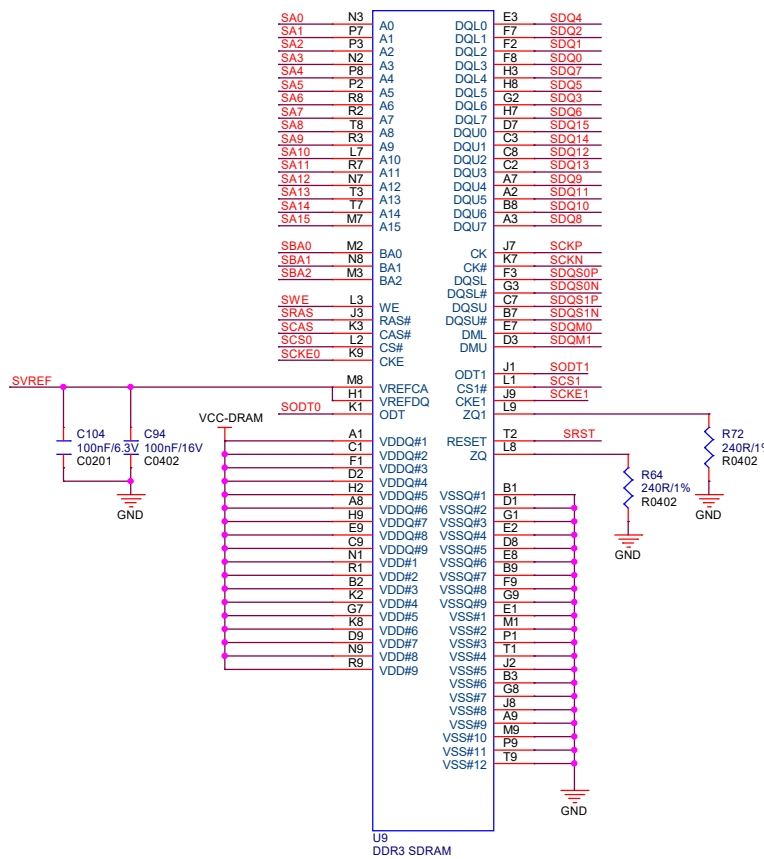 SA0 N3 A0 DQL0 E3 SDQ4
SA1 P7 A1 DQL1 F7 SDQ2
SA2 P3 A2 DQL2 F2 SDQ1
SA3 N2 A3 DQL3 F8 SDQ0
SA4 P8 A4 DQL4 H3 SDQ7
SA5 P2 A5 DQL5 H8 SDQ5
SA6 R8 A6 DQL6 G2 SDQ3
SA7 R2 A7 DQL7 H7 SDQ6
SA8 T8 A8 DQU0 D7 SDQ15
SA9 R3 A9 DQU1 C3 SDQ14
SA10 L7 A10 DQU2 C8 SDQ12
SA11 R7 A11 DQU3 C2 SDQ13
SA12 N7 A12 DQU4 A7 SDQ9
SA13 T3 A13 DQU5 A2 SDQ11
SA14 T7 A14 DQU6 B8 SDQ10
SA15 M7 A15 DQU7 A3 SDQ8
SBA0 M2 BA0 CK J7 SCKP
SBA1 N8 BA1 CK# K7 SCKN
SBA2 M3 BA2 DQSL F3 SDQS0P
DQSL# G3 SDQS0N
SWE L3 WE DQSU C7 SDQS1P
SRAS J3 RAS# DQSU# B7 SDQS1N
SCAS K3 CAS# DML E7 SDQM0
SCS0 L2 CS# DMU D3 SDQM1
SCKE0 K9 CKE
ODT1 J1 SODT1
SVREF M8 VREFCA CS1# L1 SCS1
H1 VREFDQ CKE1 J9 SCKE1
SODT0 K1 ODT ZQ1 L9
VCC-DRAM
C104
100nF/6.3V
C0201
C94
100nF/16V
C0402
GND
R72
240R/1%
R0402
GND
A1 VDDQ#1 RESET T2 SRST
C1 VDDQ#2 ZQ L8
R64
240R/1%
R0402
GND
F1 VDDQ#3
D2 VDDQ#4
H2 VDDQ#5 VSSQ#1 B1
A8 VDDQ#6 VSSQ#2 D1
H9 VDDQ#7 VSSQ#3 G1
E9 VDDQ#8 VSSQ#4 E2
C9 VDDQ#9 VSSQ#5 D8
N1 VDD#1 VSSQ#6 E8
R1 VDD#2 VSSQ#7 B9
B2 VDD#3 VSSQ#8 F9
K2 VDD#4 VSSQ#9 G9
G7 VDD#5 VSS#1 E1
K8 VDD#6 VSS#2 M1
D9 VDD#7 VSS#3 P1
N9 VDD#8 VSS#4 T1
R9 VDD#9 VSS#5 J2
VSS#6 B3
VSS#7 G8
VSS#8 J8
VSS#9 A9
VSS#10 M9
VSS#11 P9
VSS#12 T9
GND
U9
DDR3 SDRAM